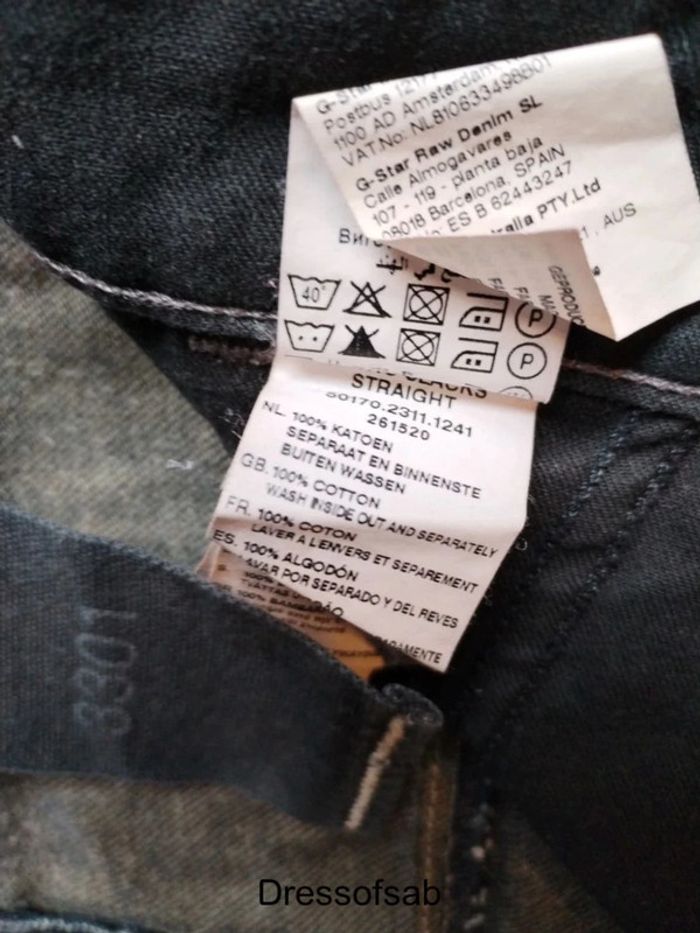 G-Star
Postbus 121
1100 AD Amsterdam
VAT.No: NL810633498B01
G-Star Raw Denim SL
Calle Almogavares
107 - 119 - planta baja
08018 Barcelona, SPAIN
ES B 62443247
PTY.Ltd
AUS
40°
P
P
STRAIGHT
50170.2311.1241
261520
NL. 100% KATOEN
SEPARAAT EN BINNENSTE
BUITEN WASSEN
GB. 100% COTTON
WASH INSIDE OUT AND SEPARATELY
FR. 100% COTON
LAVER A LENVERS ET SEPAREMENT
ES. 100% ALGODÓN
LAVAR POR SEPARADO Y DEL REVES
3301
Dressofsab